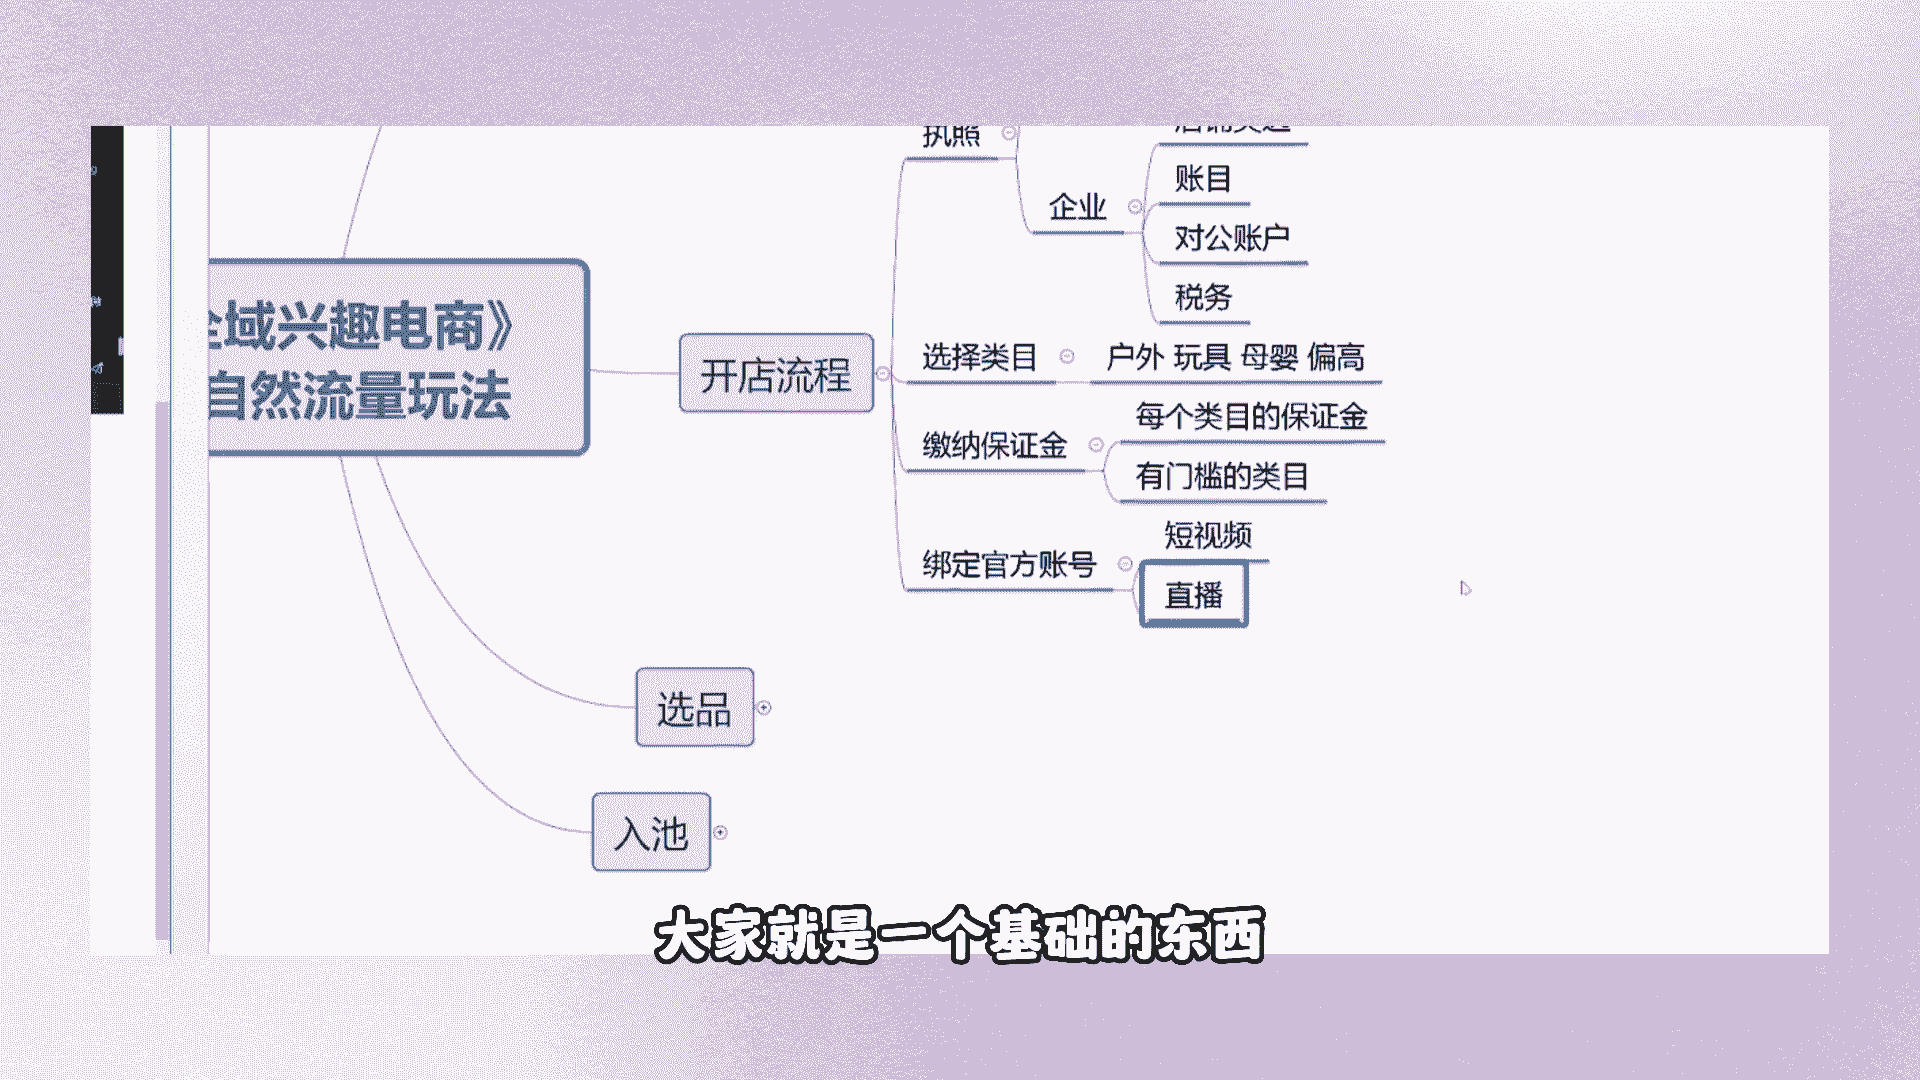 执照
企业
账目
对公账户
税务
全域兴趣电商》
自然流量玩法
开店流程
选择类目
户外 玩具 母婴 偏高
缴纳保证金
每个类目的保证金
有门槛的类目
绑定官方账号
短视频
直播
选品
入池
大家就是一个基础的东西